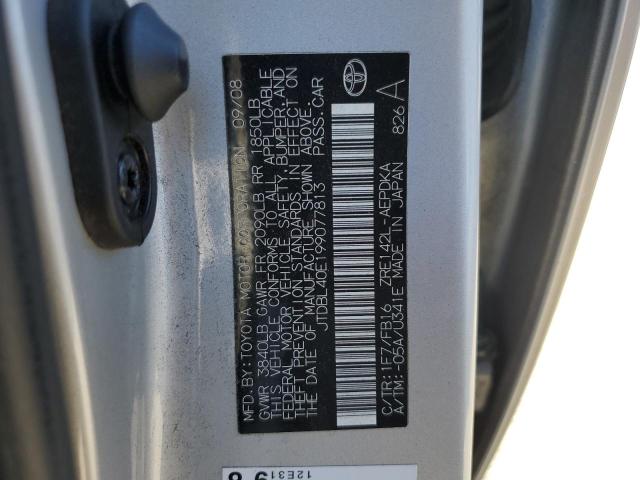 MFD.BY:TOYOTA MOTOR CORPORATION 09/08
GVWR 3840LB GAWR FR 2090LB RR 1850LB
THIS VEHICLE CONFORMS TO ALL APPLICABLE
FEDERAL MOTOR VEHICLE SAFETY,BUMPER,AND
THEFT PREVENTION STANDARDS IN EFFECT ON
THE DATE OF MANUFACTURE SHOWN ABOVE.
JTDBL40E199077813 PASS.CAR
C/TR:1F7/FB16 ZRE142L-AEPDKA
A/TM:-05A/U341E MADE IN JAPAN 826 A
12E31